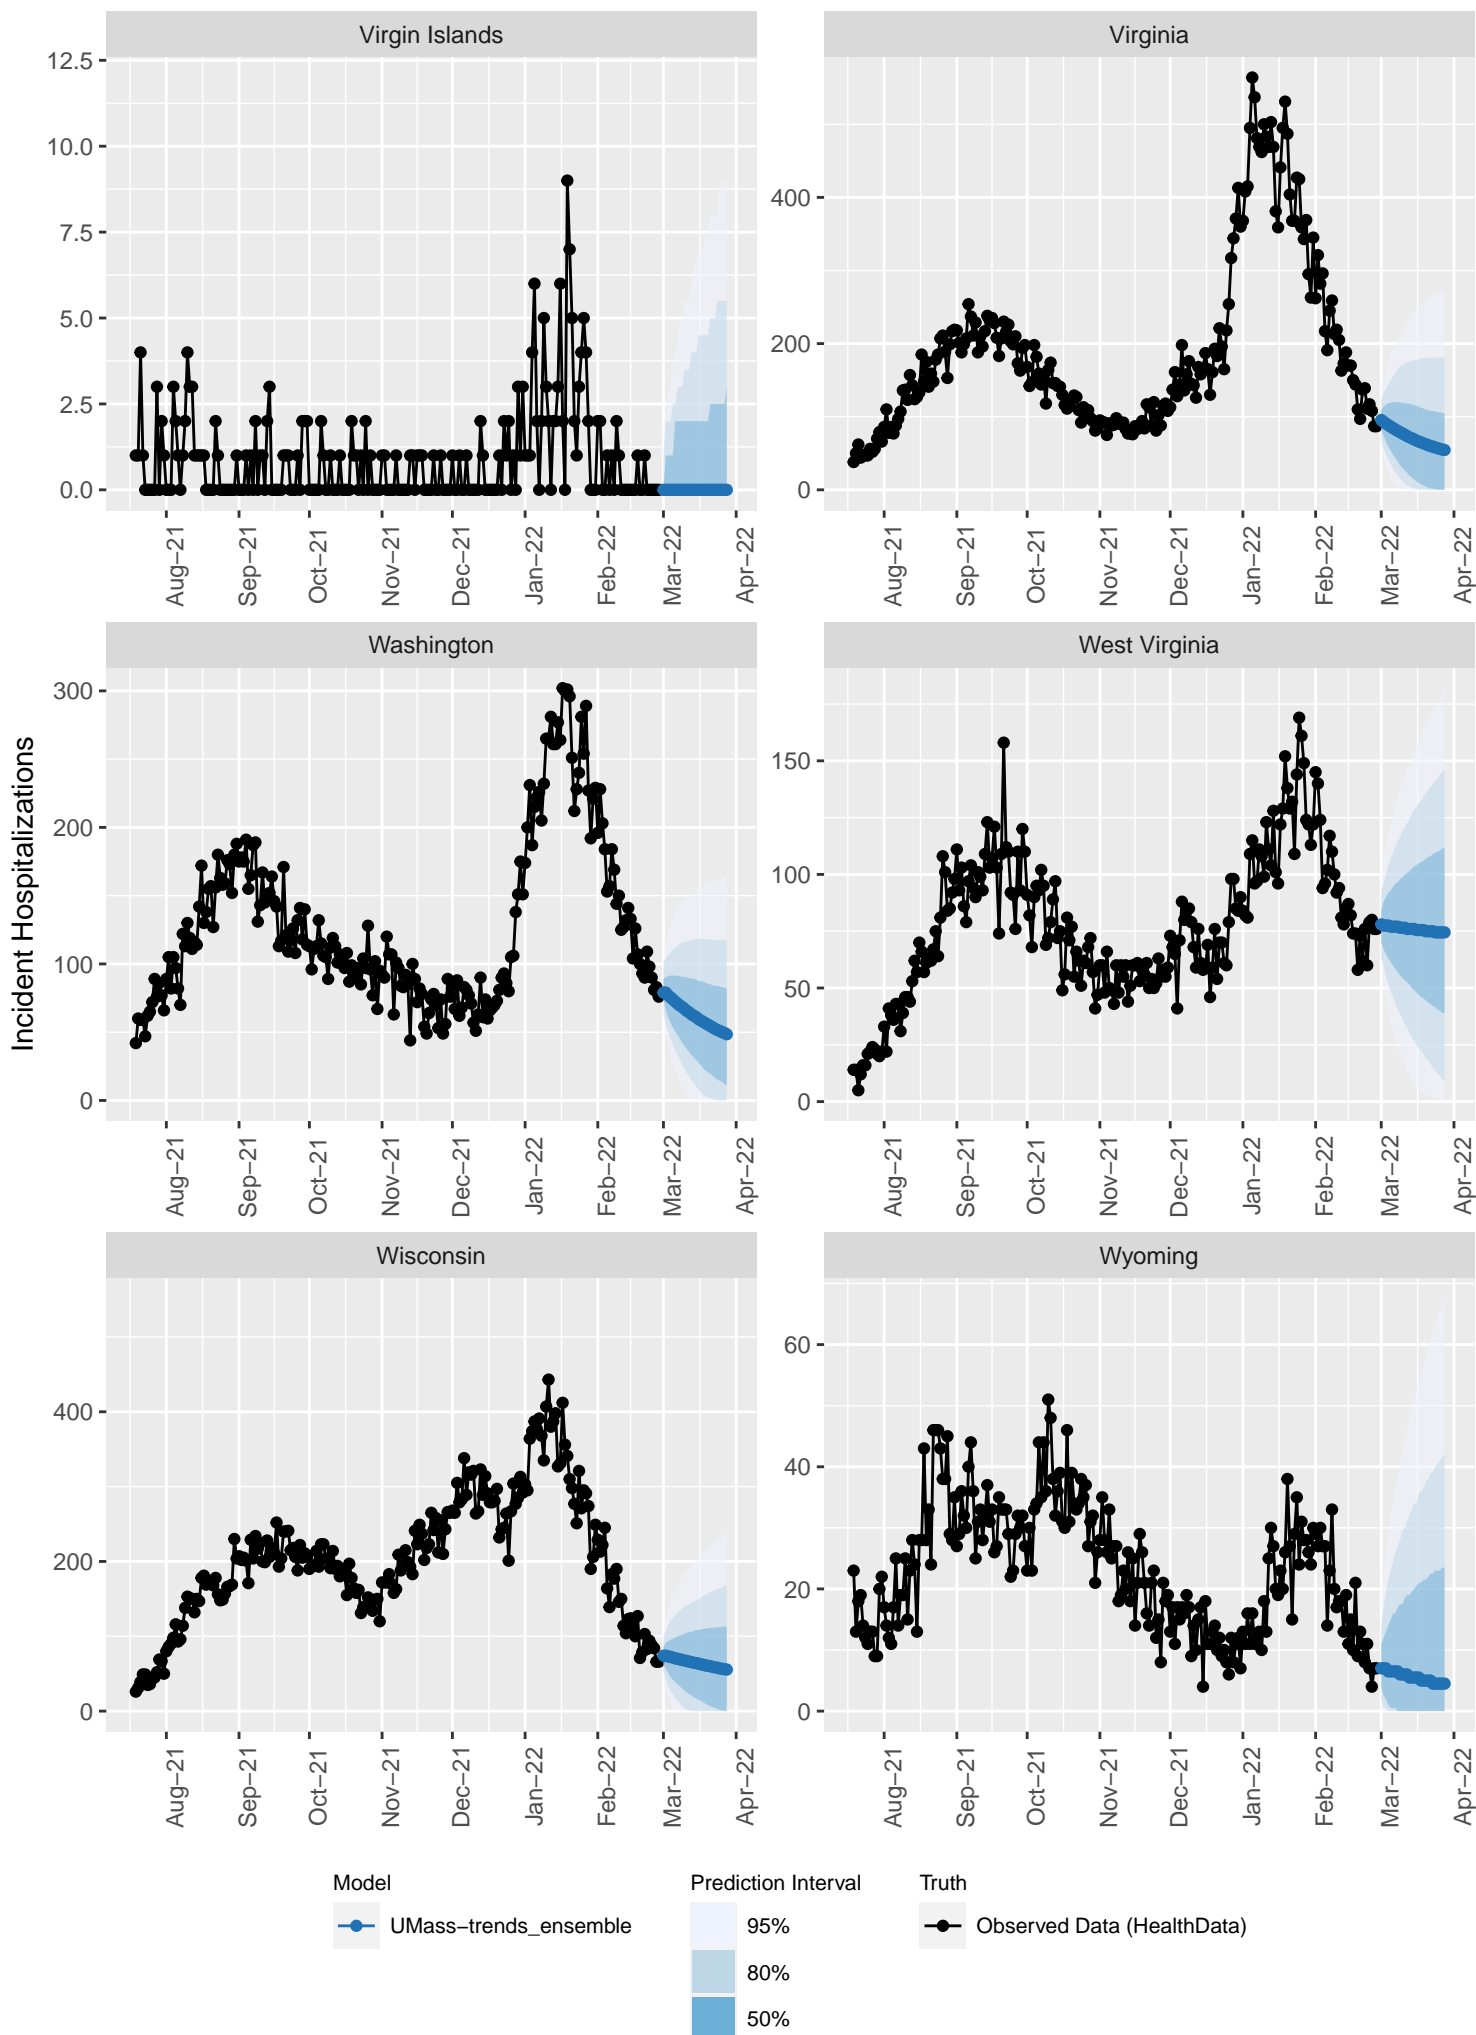 Virgin Islands
Virginia
12.5
10.0
7.5
5.0
2.5
0.0
400
200
0
Aug−21
Sep−21
Oct−21
Nov−21
Dec−21
Jan−22
Feb−22
Mar−22
Apr−22
Aug−21
Sep−21
Oct−21
Nov−21
Dec−21
Jan−22
Feb−22
Mar−22
Apr−22
Washington
West Virginia
Incident Hospitalizations
300
200
100
0
150
100
50
0
Aug−21
Sep−21
Oct−21
Nov−21
Dec−21
Jan−22
Feb−22
Mar−22
Apr−22
Aug−21
Sep−21
Oct−21
Nov−21
Dec−21
Jan−22
Feb−22
Mar−22
Apr−22
Wisconsin
Wyoming
400
200
0
60
40
20
0
Aug−21
Sep−21
Oct−21
Nov−21
Dec−21
Jan−22
Feb−22
Mar−22
Apr−22
Aug−21
Sep−21
Oct−21
Nov−21
Dec−21
Jan−22
Feb−22
Mar−22
Apr−22
Model
UMass−trends_ensemble
Prediction Interval
95%
80%
50%
Truth
Observed Data (HealthData)